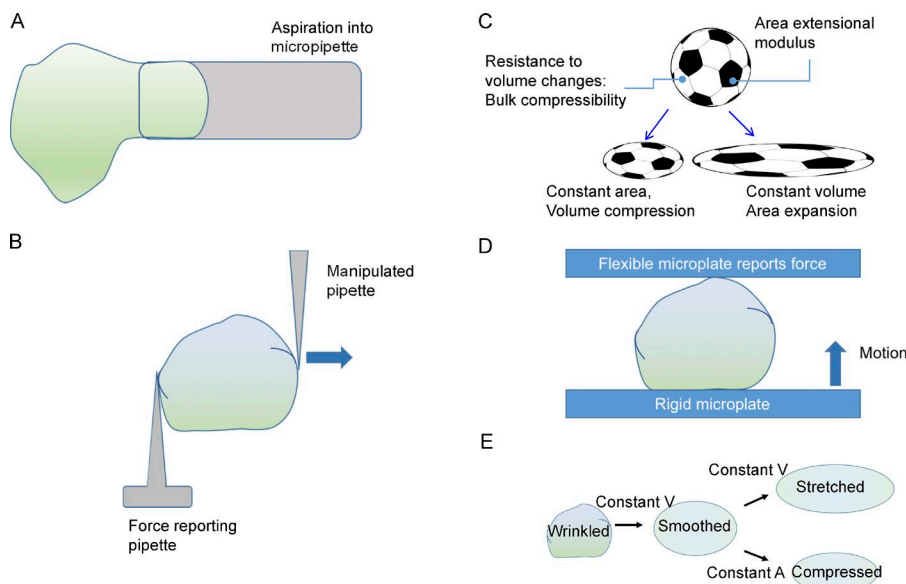 A
Aspiration into
micropipette
B
Manipulated
pipette
Force reporting
pipette
C
Area extensional
modulus
Resistance to
volume changes:
Bulk compressibility
Constant area,
Volume compression
Constant volume
Area expansion
D
Flexible microplate reports force
Motion
Rigid microplate
E
Constant V
Stretched
Constant V
Wrinkled
Smoothed
Constant A
Compressed